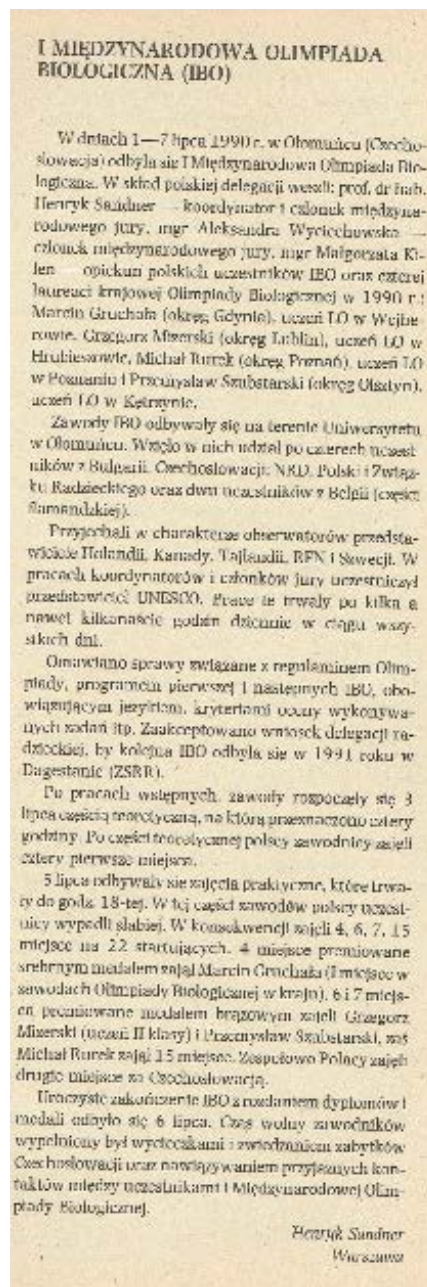 I MIĘDZYNARODOWA OLIMPIADA
BIOLOGICZNA (IBO)
W dniach 1—7 lipca 1990 r. w Ołomuńcu (Czecho-
słowacja) odbyła się I Międzynarodowa Olimpiada Bio-
logiczna. W skład polskiej delegacji weszli: prof. dr hab.
Henryk Sandner — koordynator i członek międzyna-
rodowego jury, mgr Aleksandra Wyciechowska —
członek międzynarodowego jury, mgr Małgorzata Ki-
len — opiekun polskich uczestników IBO oraz czterej
laureaci krajowej Olimpiady Biologicznej w 1990 r.:
Marcin Gruchała (okręg Gdynia), uczeń LO w Wejhe-
rowie, Grzegorz Mizerski (okręg Lublin), uczeń LO w
Hrubieszowie, Michał Rurek (okręg Poznań), uczeń LO
w Poznaniu i Przemysław Szubstarski (okręg Olsztyn),
uczeń LO w Kętrzynie.
Zawody IBO odbywały się na terenie Uniwersytetu
w Ołomuńcu. Wzięło w nich udział po czterech uczest-
ników z Bułgarii, Czechosłowacji, NRD, Polski i Związ-
ku Radzieckiego oraz dwu uczestników z Belgii (części
flamandzkiej).
Przyjechali w charakterze obserwatorów przedsta-
wiciele Holandii, Kanady, Tajlandii, RFN i Szwecji. W
pracach koordynatorów i członków jury uczestniczył
przedstawiciel UNESCO. Prace te trwały po kilka a
nawet kilkanaście godzin dziennie w ciągu wszy-
stkich dni.
Omawiano sprawy związane z regulaminem Olim-
piady, programem pierwszej i następnych IBO, obo-
wiązującym językiem, kryteriami oceny wykonywa-
nych zadań itp. Zaakceptowano wniosek delegacji ra-
dzieckiej, by kolejna IBO odbyła się w 1991 roku w
Dagestanie (ZSRR).
Po pracach wstępnych, zawody rozpoczęły się 3
lipca częścią teoretyczną, na którą przeznaczono cztery
godziny. Po części teoretycznej polscy zawodnicy zajęli
cztery pierwsze miejsca.
5 lipca odbywały się zajęcia praktyczne, które trwa-
ły do godz. 18-tej. W tej części zawodów polscy uczest-
nicy wypadli słabiej. W konsekwencji zajęli 4, 6, 7, 15
miejsce na 22 startujących. 4 miejsce premiowane
srebrnym medalem zajął Marcin Gruchała (I miejsce w
zawodach Olimpiady Biologicznej w kraju), 6 i 7 miejs-
ca premiowane medalem brązowym zajęli Grzegorz
Mizerski (uczeń II klasy) i Przemysław Szubstarski, zaś
Michał Rurek zajął 15 miejsce. Zespołowo Polacy zajęli
drugie miejsce za Czechosłowacją.
Uroczyste zakończenie IBO z rozdaniem dyplomów i
medali odbyło się 6 lipca. Czas wolny zawodników
wypełniony był wycieczkami i zwiedzaniem zabytków
Czechosłowacji oraz nawiązywaniem przyjaznych kon-
taktów między uczestnikami I Międzynarodowej Olim-
piady Biologicznej.
Henryk Sandner
Warszawa